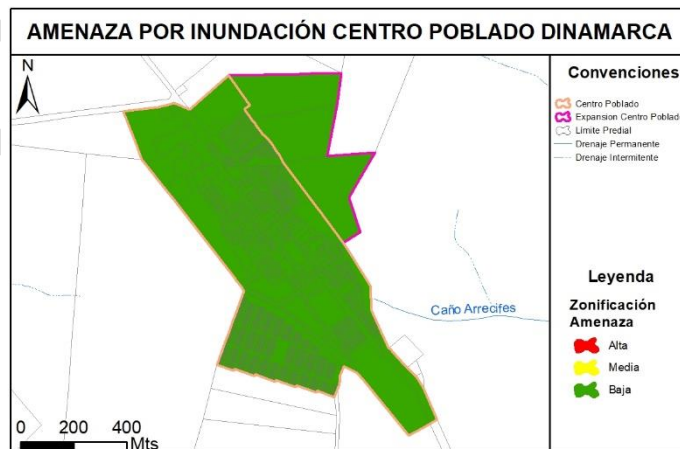 AMENAZA POR INUNDACIÓN CENTRO POBLADO DINAMARCA
N
Caño Arrecifes
0 200 400
Mts
Convenciones
Centro Poblado
Expansion Centro Poblado
Limite Predial
Drenaje Permanente
Drenaje Intermitente
Leyenda
Zonificación
Amenaza
Alta
Media
Baja